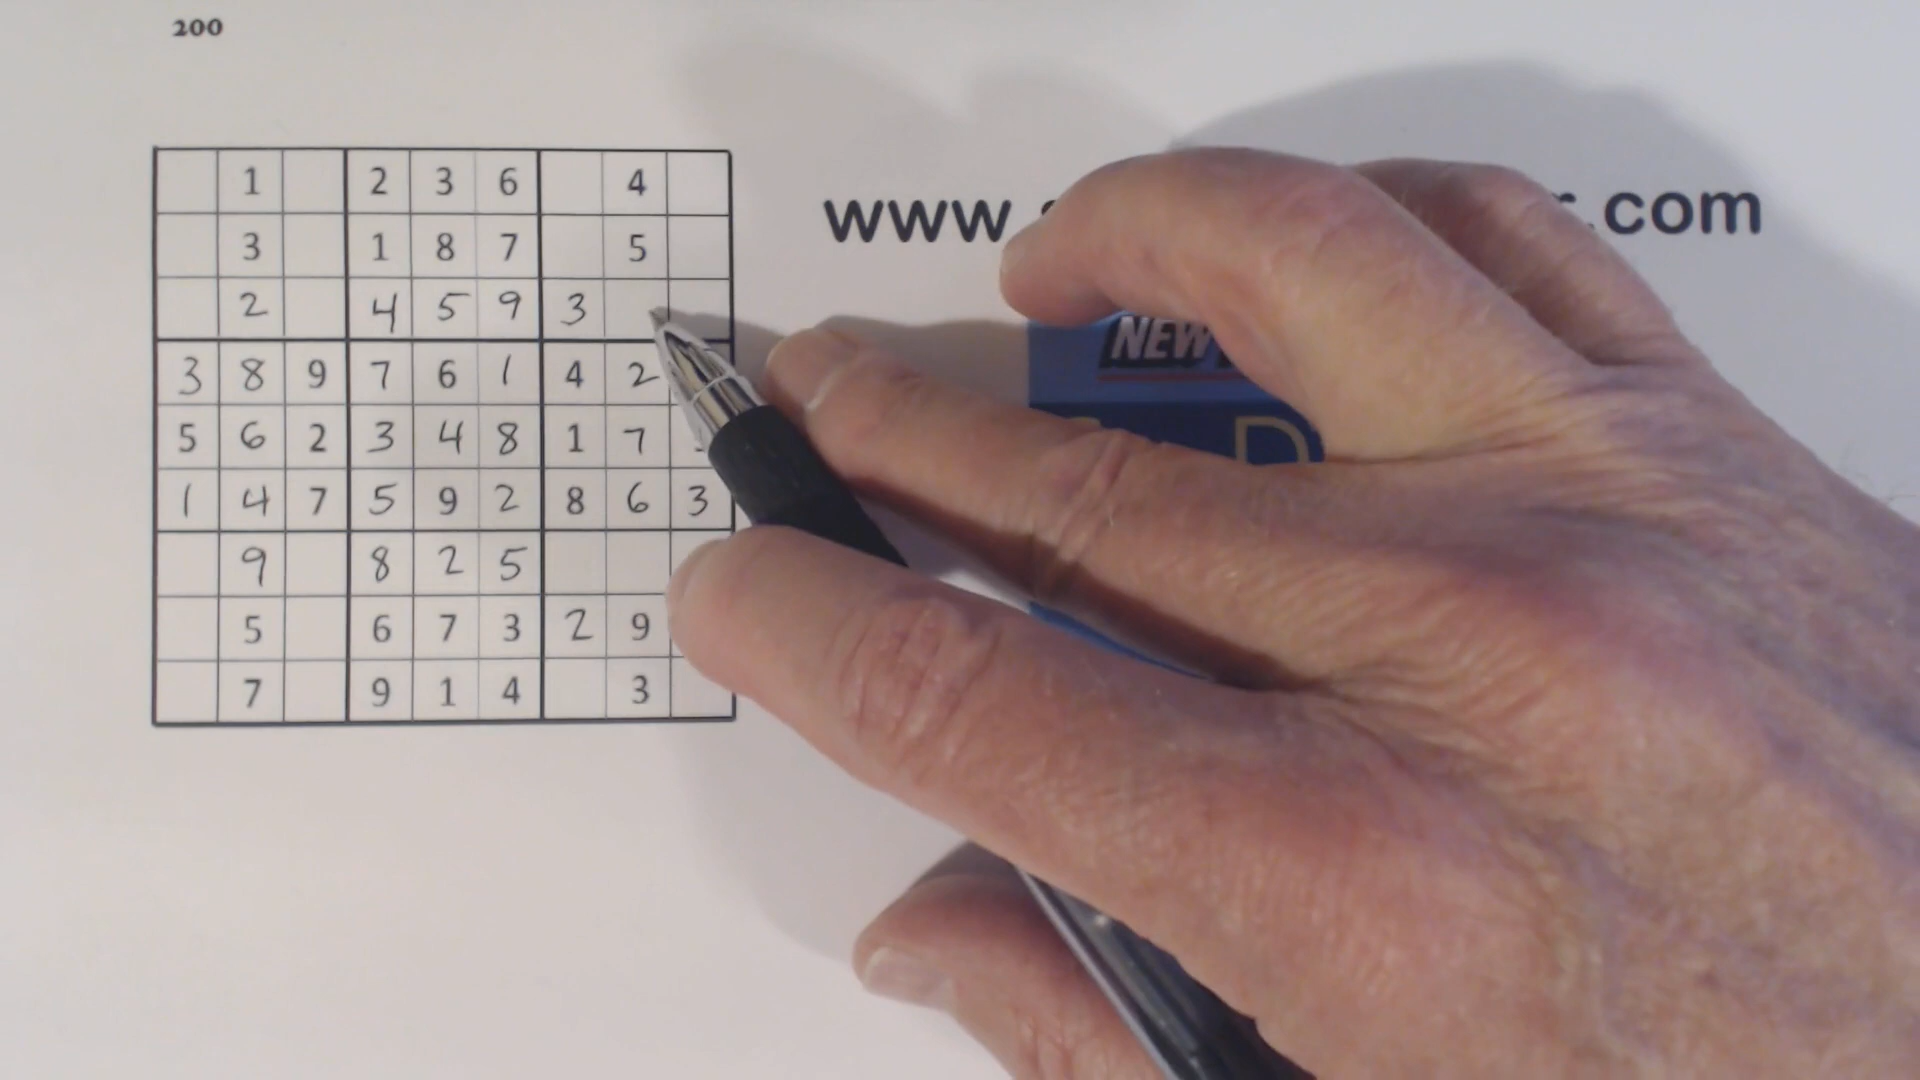 200
1 2 3 6 4
3 1 8 7 5
2 4 5 9 3
3 8 9 7 6 1 4 2
5 6 2 3 4 8 1 7
1 4 7 5 9 2 8 6 3
9 8 2 5
5 6 7 3 2 9
7 9 1 4 3
www .com
NEW